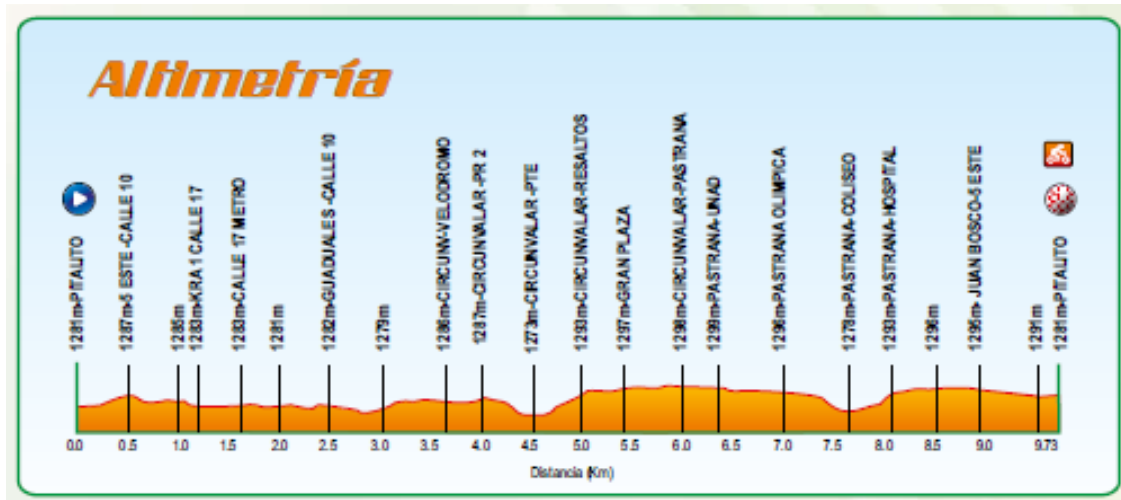 Altimetría
1281m-PITALITO
1287m-5 ESTE -CALLE 10
1285m
1283m-KRA 1 CALLE 17
1283m-CALLE 17 METRO
1281m
1282m-GUADUALES -CALLE 10
1279m
1286m-CIRCUNV-VELODROMO
1287m-CIRCUNVALAR -PR 2
1273m-CIRCUNVALAR -PTE
1293m-CIRCUNVALAR-RESALTOS
1297m-GRAN PLAZA
1298m-CIRCUNVALAR-PASTRANA
1299m-PASTRANA- UNAD
1296m-PASTRANA OLIMPICA
1278m-PASTRANA- COLISEO
1293m-PASTRANA- HOSPITAL
1296m
1295m- JUAN BOSCO-5 ESTE
1291m
1281m-PITALITO
0.0 0.5 1.0 1.5 2.0 2.5 3.0 3.5 4.0 4.5 5.0 5.5 6.0 6.5 7.0 7.5 8.0 8.5 9.0 9.73
Distancia (Km)